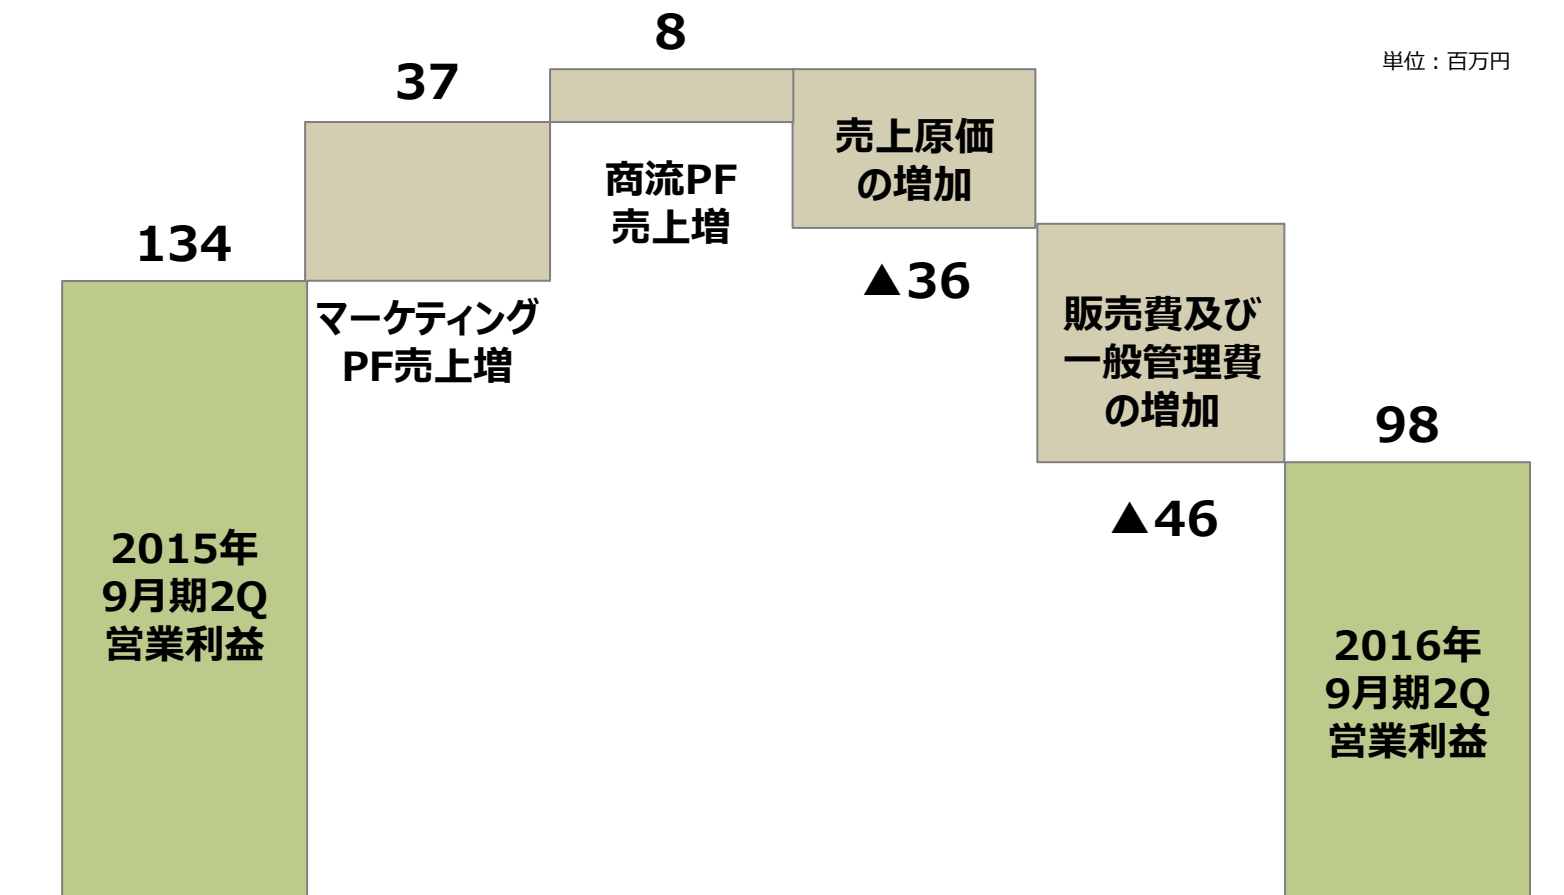 単位：百万円
134
2015年
9月期2Q
営業利益
37
マーケティング
PF売上増
8
商流PF
売上増
売上原価
の増加
▲36
販売費及び
一般管理費
の増加
▲46
98
2016年
9月期2Q
営業利益